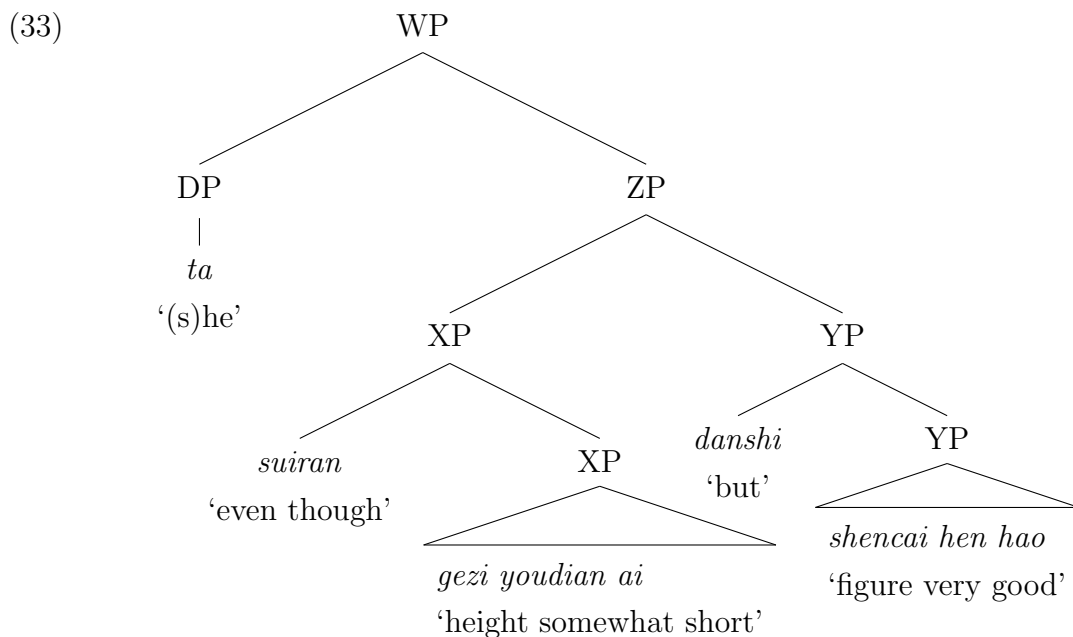 (33)
WP
DP ZP
ta
‘(s)he’
XP YP
suiran XP danshi YP
‘even though’ ‘but’
gezi youdian ai shencai hen hao
‘height somewhat short’ ‘figure very good’